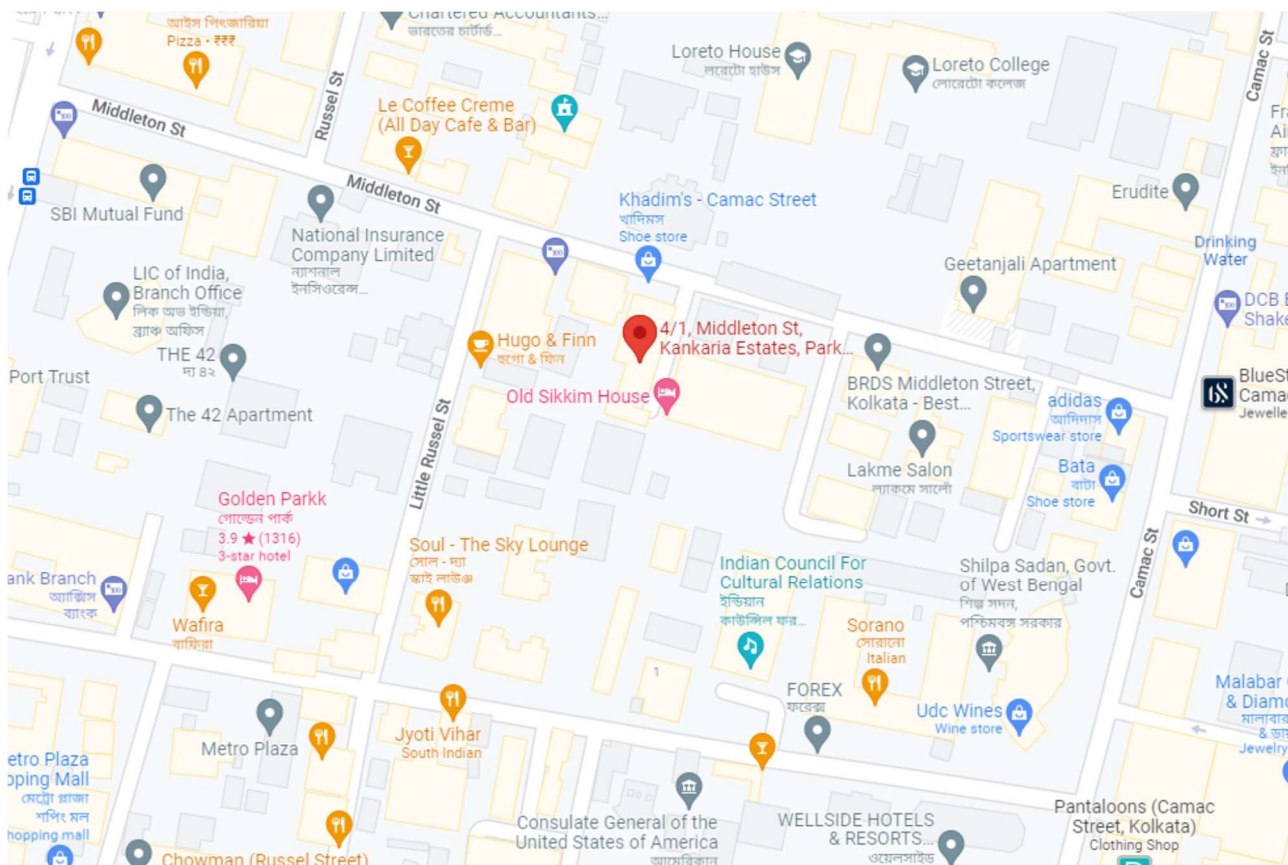 আইস পিৎজারিয়া
Pizza • ₹₹₹
Chartered Accountants...
ভারতের চার্টার্ড...
Russel St
Camac St
Loreto House
লরেটো হাউস
Loreto College
লোরেটো কলেজ
Middleton St
Le Coffee Creme
(All Day Cafe & Bar)
Middleton St
SBI Mutual Fund
Khadim's - Camac Street
খাদিমস
Shoe store
Erudite
National Insurance
Company Limited
ন্যাশনাল
ইনসিওরেন্স...
Drinking
Water
Geetanjali Apartment
LIC of India,
Branch Office
লিক অভ ইন্ডিয়া,
ব্রাঞ্চ অফিস
Hugo & Finn
হুগো & ফিন
4/1, Middleton St,
Kankaria Estates, Park...
THE 42
দ্য ৪২
Port Trust
The 42 Apartment
Old Sikkim House
BRDS Middleton Street,
Kolkata - Best...
adidas
আদিদাস
Sportswear store
Little Russel St
Lakme Salon
ল্যাকমে সালোঁ
Bata
বাটা
Shoe store
Golden Parkk
গোল্ডেন পার্ক
3.9 ★ (1316)
3-star hotel
Short St
Soul - The Sky Lounge
সোল - দ্যা
স্কাই লাউঞ্জ
Camac St
Indian Council For
Cultural Relations
ইন্ডিয়ান
কাউন্সিল ফর...
Shilpa Sadan, Govt.
of West Bengal
শিল্প সদন,
পশ্চিমবঙ্গ সরকার
ank Branch
অ্যাক্সিস
ব্যাংক
Wafira
বাফিরা
Sorano
সোরানো
Italian
1
FOREX
ফরেক্স
Udc Wines
Wine store
Metro Plaza
Jyoti Vihar
South Indian
Malabar
& Diamo
মালাবার
Jewelry
etro Plaza
pping Mall
মেট্রো প্লাজা
শপিং মল
hopping mall
Consulate General of the
United States of America
আমেরিকান
WELLSIDE HOTELS
& RESORTS...
ওয়েলসাইড
Pantaloons (Camac
Street, Kolkata)
Clothing Shop
Chowman (Russel Street)